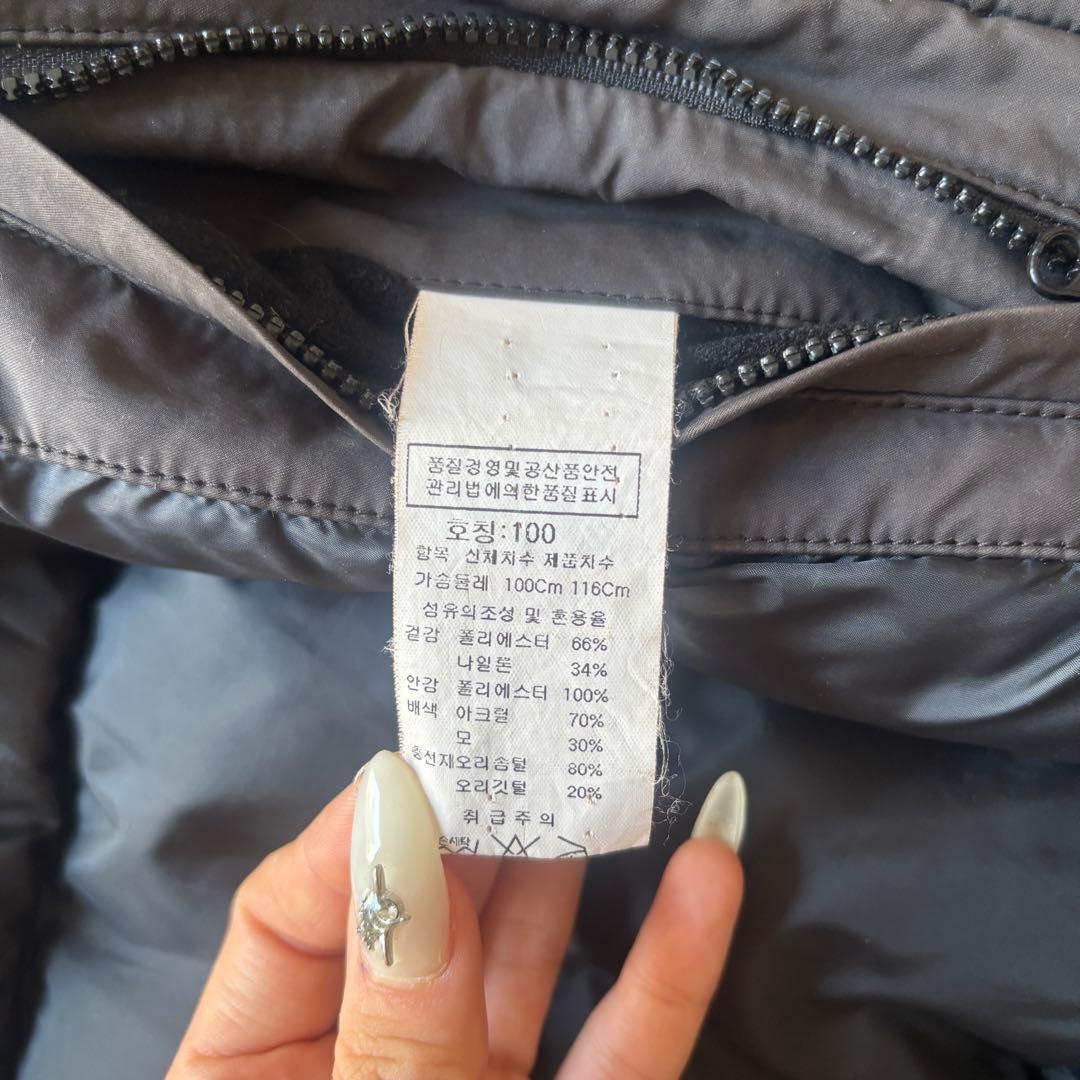 품질경영및공산품안전
관리법에의한품질표시
호칭:100
항목 신체치수 제품치수
가슴둘레 100Cm 116Cm
섬유의조성 및 혼용율
겉감 폴리에스터 66%
나일론 34%
안감 폴리에스터 100%
배색 아크릴 70%
모 30%
충전재오리솜털 80%
오리깃털 20%
취급주의
손세탁